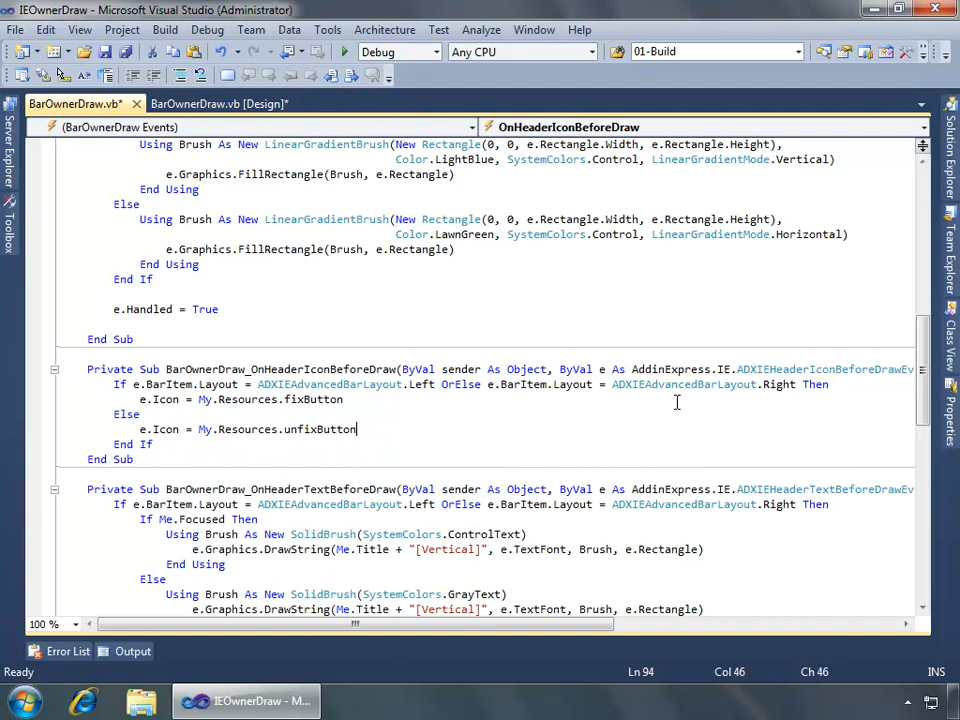 IEOwnerDraw - Microsoft Visual Studio (Administrator)
File Edit View Project Build Debug Team Data Tools Architecture Test Analyze Window Help
Debug Any CPU 01-Build
BarOwnerDraw.vb* BarOwnerDraw.vb [Design]*
(BarOwnerDraw Events) OnHeaderIconBeforeDraw
Using Brush As New LinearGradientBrush(New Rectangle(0, 0, e.Rectangle.Width, e.Rectangle.Height),
Color.LightBlue, SystemColors.Control, LinearGradientMode.Vertical)
e.Graphics.FillRectangle(Brush, e.Rectangle)
End Using
Else
Using Brush As New LinearGradientBrush(New Rectangle(0, 0, e.Rectangle.Width, e.Rectangle.Height),
Color.LawnGreen, SystemColors.Control, LinearGradientMode.Horizontal)
e.Graphics.FillRectangle(Brush, e.Rectangle)
End Using
End If
e.Handled = True
End Sub
Private Sub BarOwnerDraw_OnHeaderIconBeforeDraw(ByVal sender As Object, ByVal e As AddinExpress.IE.ADXIEHeaderIconBeforeDrawEv
If e.BarItem.Layout = ADXIEAdvancedBarLayout.Left OrElse e.BarItem.Layout = ADXIEAdvancedBarLayout.Right Then
e.Icon = My.Resources.fixButton
Else
e.Icon = My.Resources.unfixButton
End If
End Sub
Private Sub BarOwnerDraw_OnHeaderTextBeforeDraw(ByVal sender As Object, ByVal e As AddinExpress.IE.ADXIEHeaderTextBeforeDrawEv
If e.BarItem.Layout = ADXIEAdvancedBarLayout.Left OrElse e.BarItem.Layout = ADXIEAdvancedBarLayout.Right Then
If Me.Focused Then
Using Brush As New SolidBrush(SystemColors.ControlText)
e.Graphics.DrawString(Me.Title + "[Vertical]", e.TextFont, Brush, e.Rectangle)
End Using
Else
Using Brush As New SolidBrush(SystemColors.GrayText)
e.Graphics.DrawString(Me.Title + "[Vertical]", e.TextFont, Brush, e.Rectangle)
100 %
Error List Output
Ready Ln 94 Col 46 Ch 46 INS
IEOwnerDraw - M...
Server Explorer
Toolbox
Solution Explorer
Team Explorer
Class View
Properties